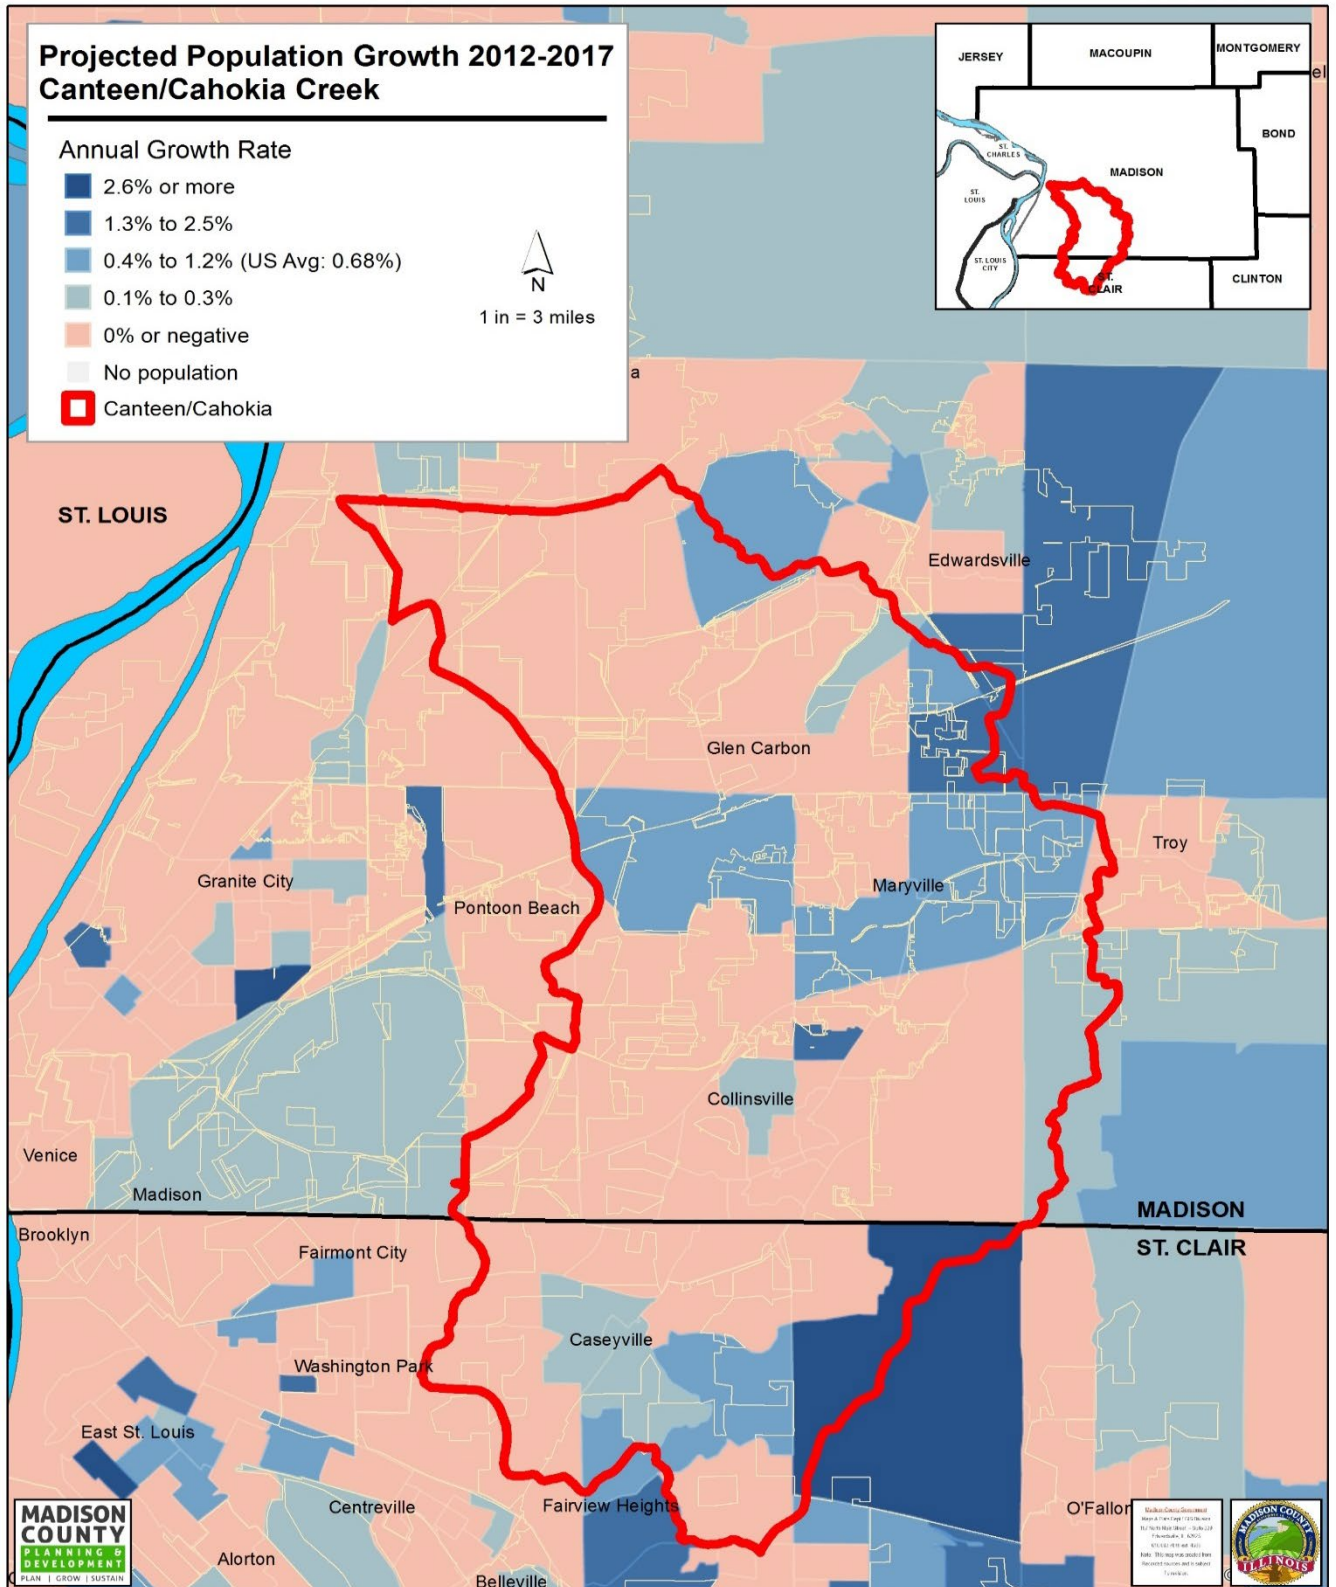 Projected Population Growth 2012-2017
Canteen/Cahokia Creek
Annual Growth Rate
2.6% or more
1.3% to 2.5%
0.4% to 1.2% (US Avg: 0.68%)
0.1% to 0.3%
0% or negative
No population
Canteen/Cahokia
N
1 in = 3 miles
JERSEY
MACOUPIN
MONTGOMERY
BOND
ST. CHARLES
MADISON
ST. LOUIS
ST. LOUIS CITY
ST. CLAIR
CLINTON
el
a
ST. LOUIS
Edwardsville
Glen Carbon
Troy
Granite City
Maryville
Pontoon Beach
Collinsville
Venice
Madison
MADISON
ST. CLAIR
Brooklyn
Fairmont City
Caseyville
Washington Park
East St. Louis
Centreville
Fairview Heights
O'Fallon
Alorton
Belleville
MADISON
COUNTY
PLANNING &
DEVELOPMENT
PLAN | GROW | SUSTAIN
Madison County Government
MADISON COUNTY
ILLINOIS